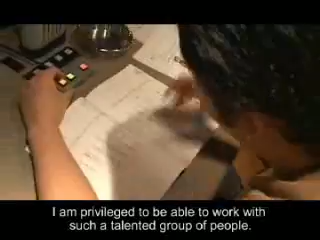 I am privileged to be able to work with
such a talented group of people.